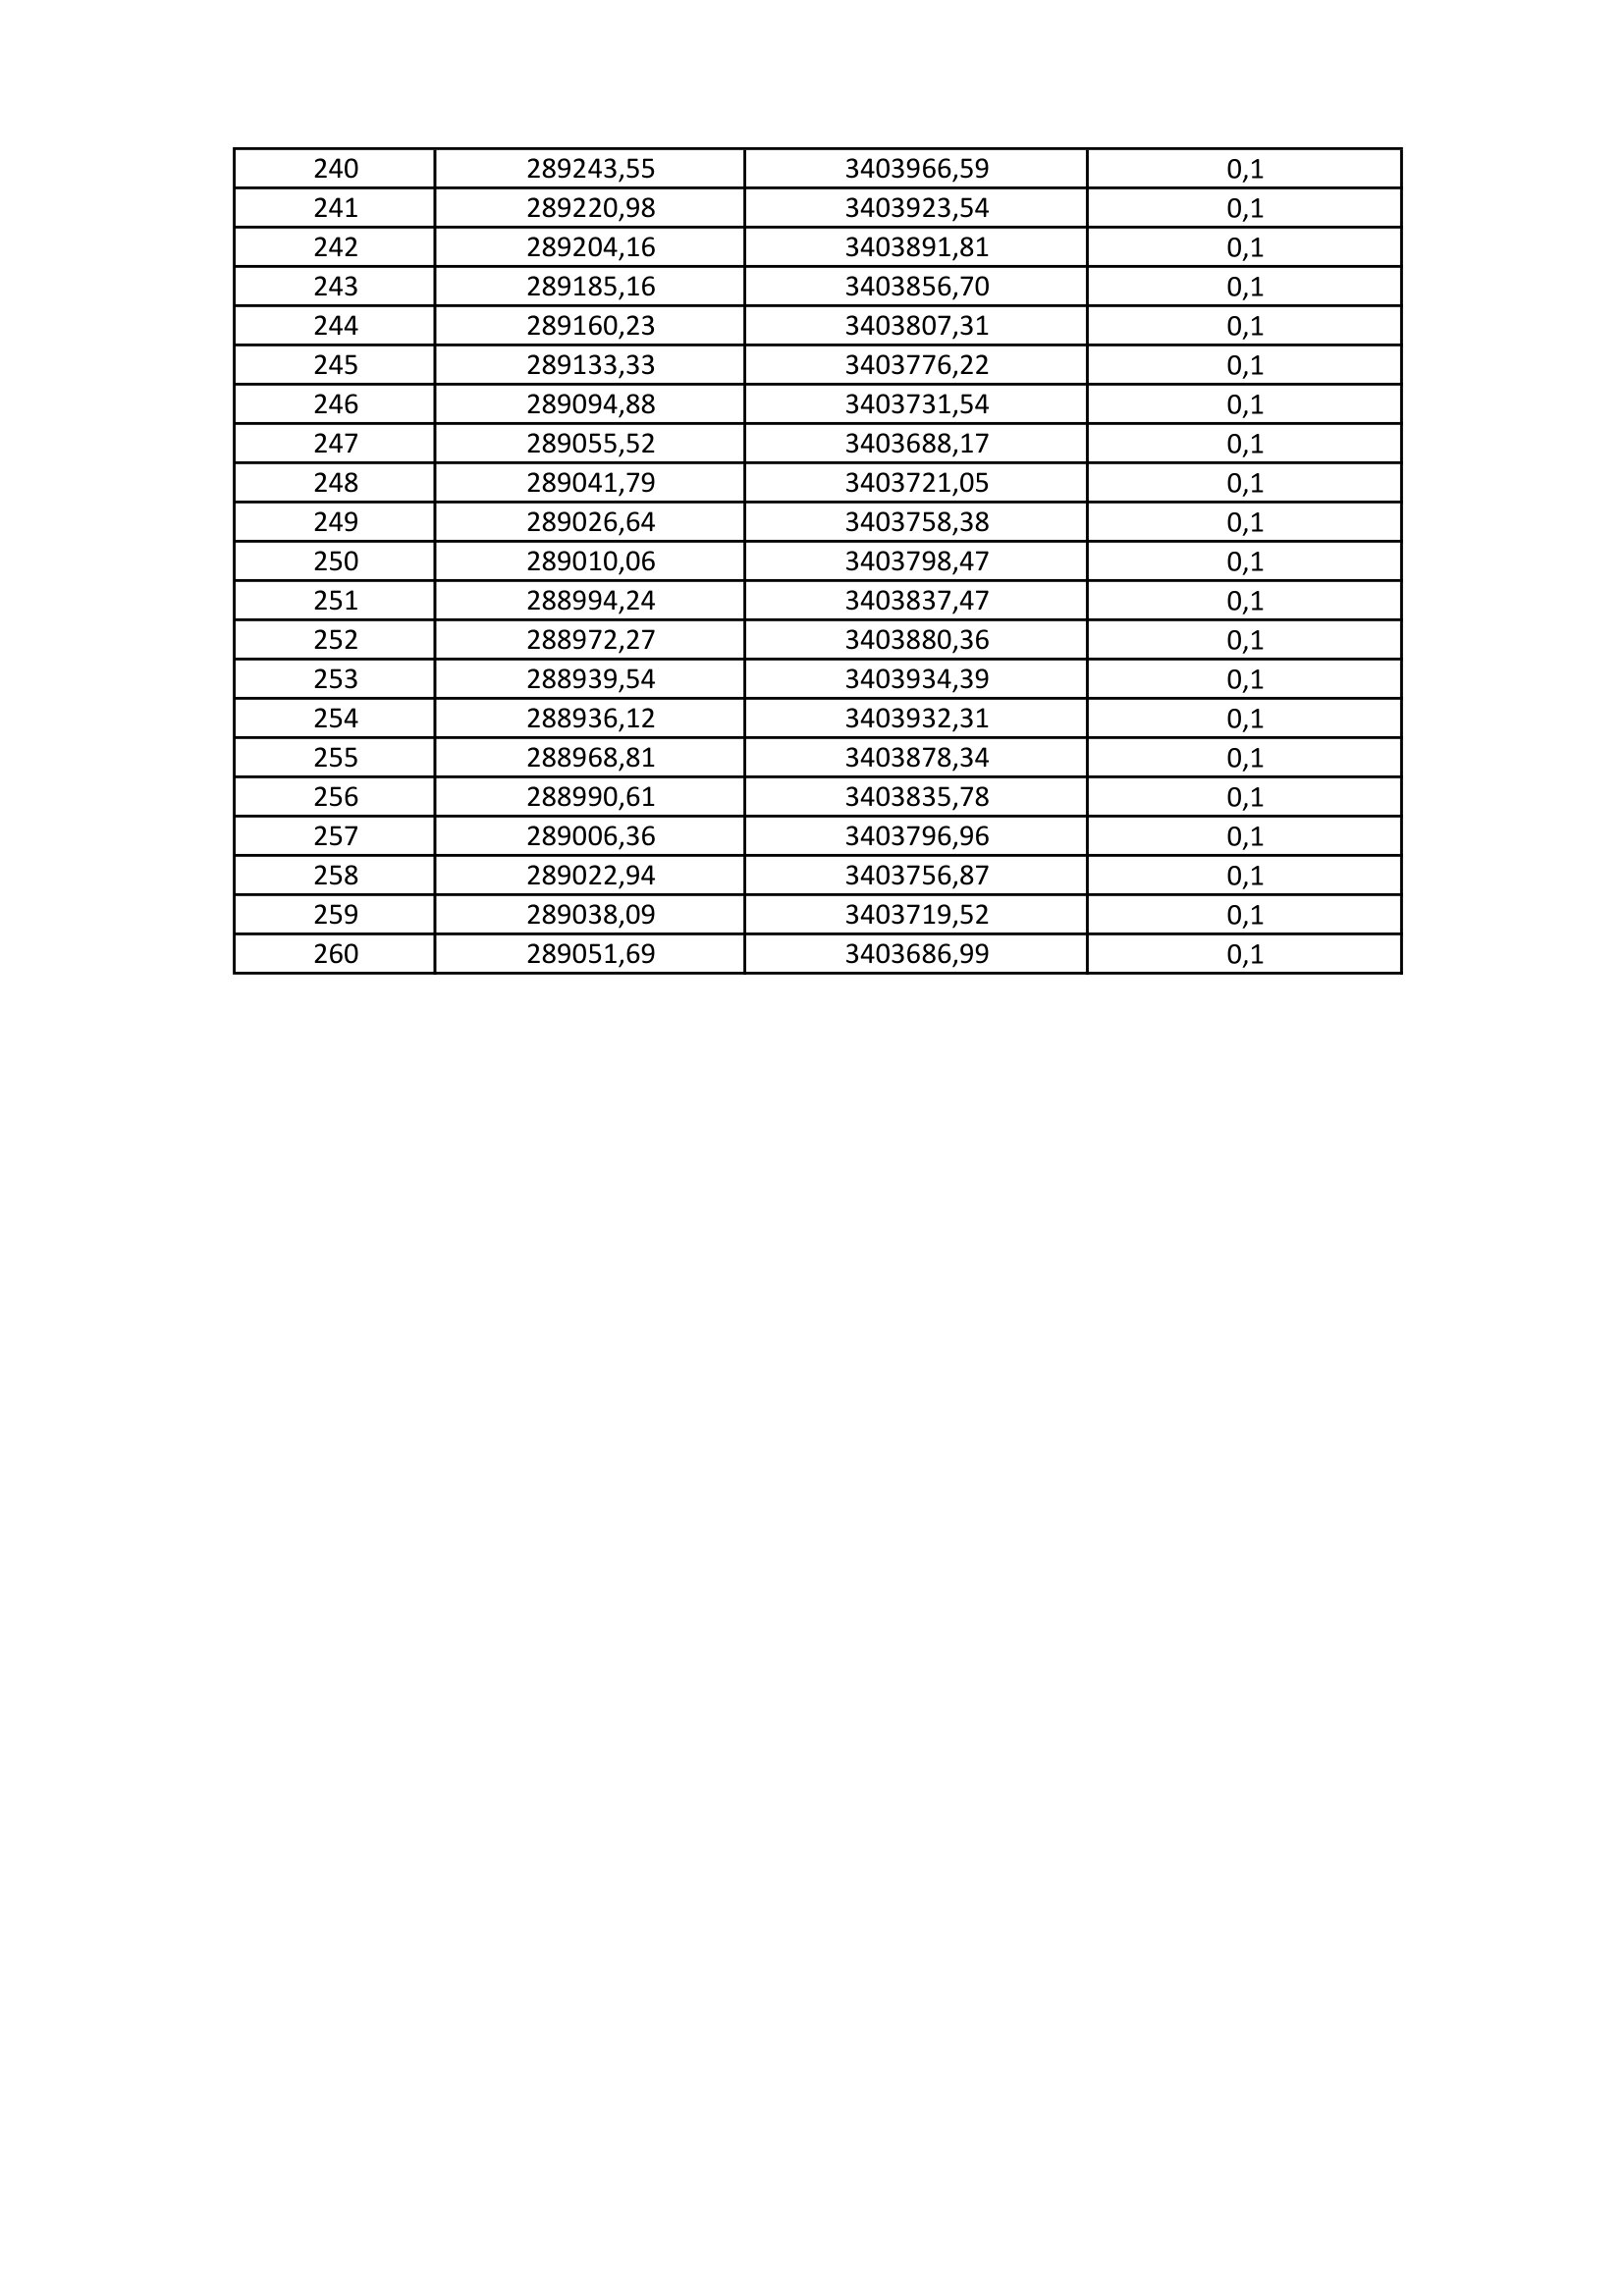 240 289243,55 3403966,59 0,1
241 289220,98 3403923,54 0,1
242 289204,16 3403891,81 0,1
243 289185,16 3403856,70 0,1
244 289160,23 3403807,31 0,1
245 289133,33 3403776,22 0,1
246 289094,88 3403731,54 0,1
247 289055,52 3403688,17 0,1
248 289041,79 3403721,05 0,1
249 289026,64 3403758,38 0,1
250 289010,06 3403798,47 0,1
251 288994,24 3403837,47 0,1
252 288972,27 3403880,36 0,1
253 288939,54 3403934,39 0,1
254 288936,12 3403932,31 0,1
255 288968,81 3403878,34 0,1
256 288990,61 3403835,78 0,1
257 289006,36 3403796,96 0,1
258 289022,94 3403756,87 0,1
259 289038,09 3403719,52 0,1
260 289051,69 3403686,99 0,1